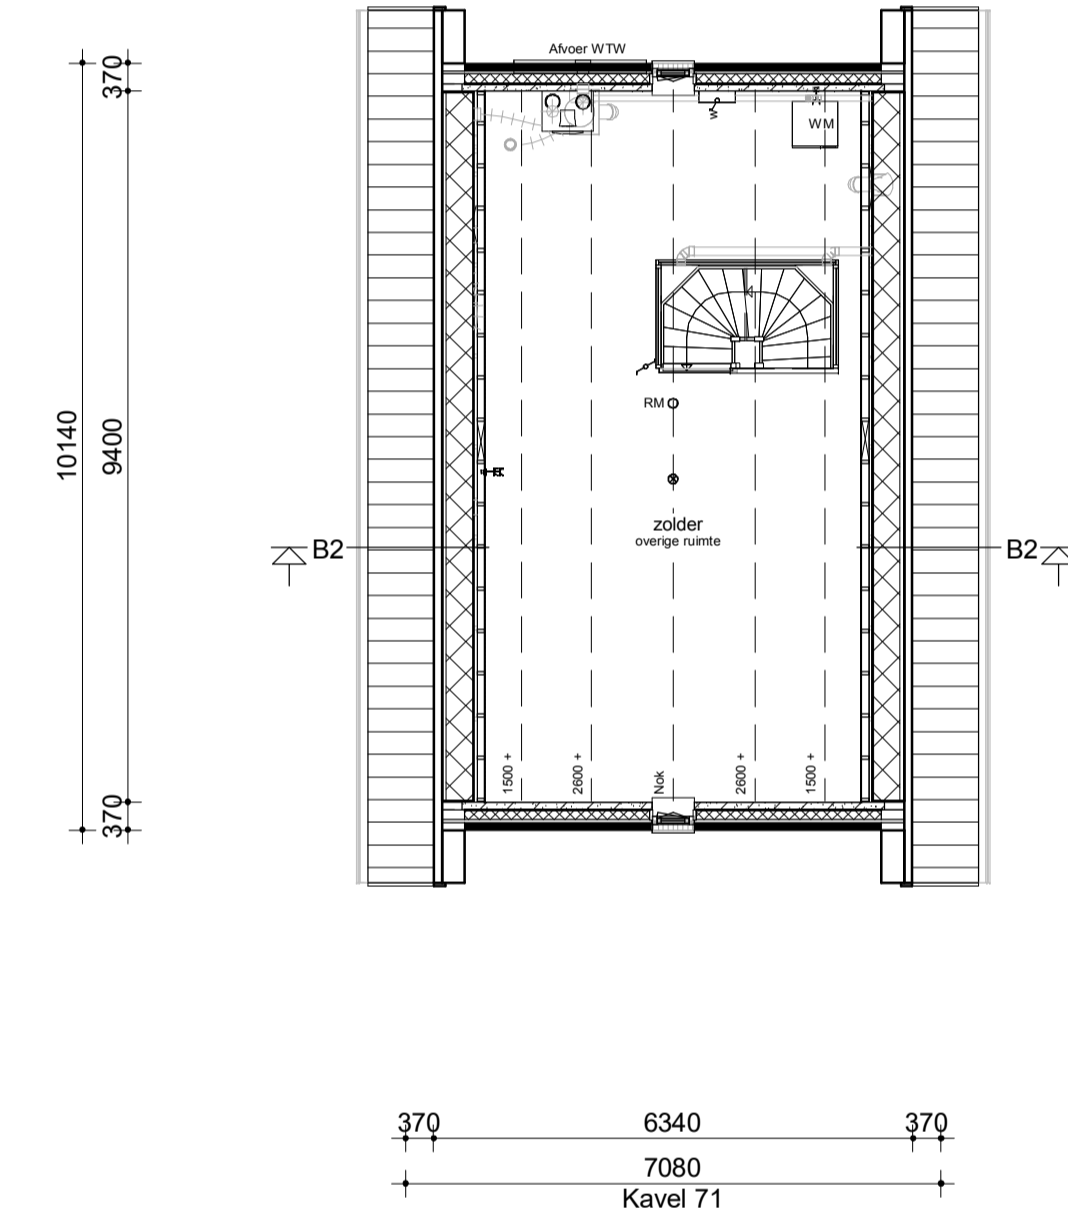 Afvoer WTW
370
W
WM
10140
9400
RM
zolder
overige ruimte
B2
B2
1500 +
2600 +
Nok
2600 +
1500 +
370
370
6340
370
7080
Kavel 71